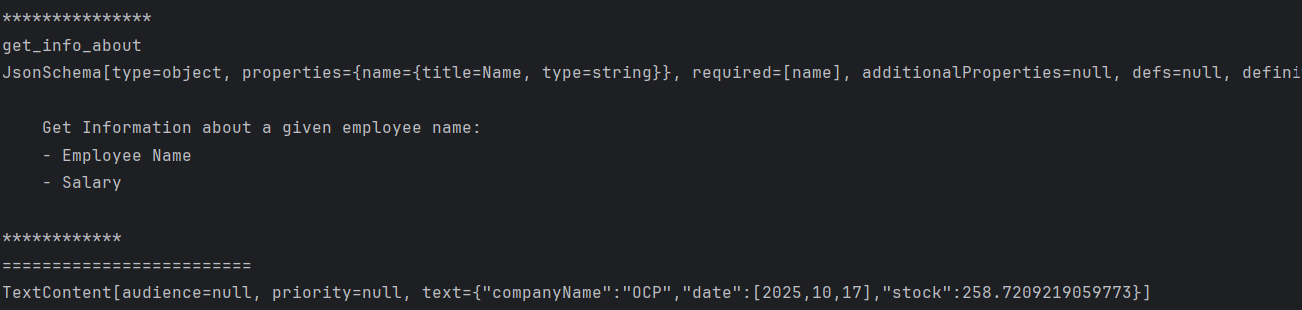 ***************
get_info_about
JsonSchema[type=object, properties={name={title=Name, type=string}}, required=[name], additionalProperties=null, defs=null, defini
Get Information about a given employee name:
- Employee Name
- Salary
************
=========================
TextContent[audience=null, priority=null, text={"companyName":"OCP","date":[2025,10,17],"stock":258.7209219059773}]